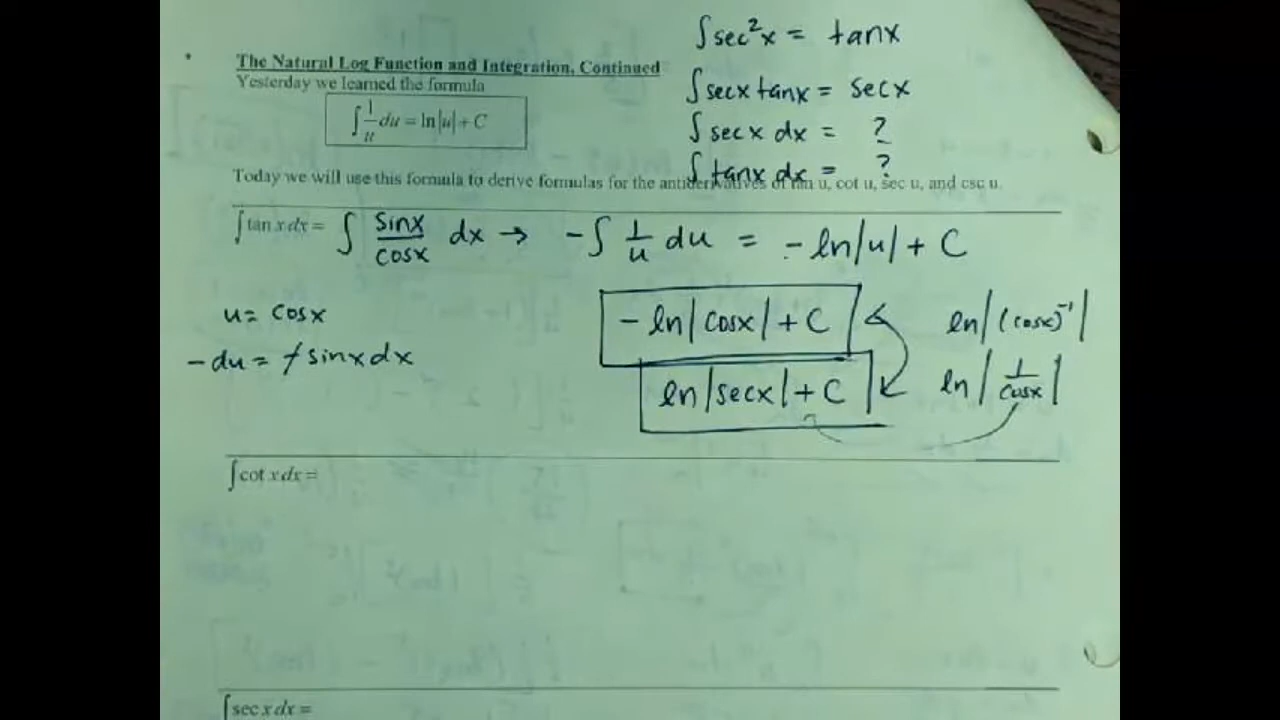 ∫sec²x = tanx
The Natural Log Function and Integration, Continued
Yesterday we learned the formula
∫secx tanx = secx
∫ 1/u du = ln|u| + C
∫ secx dx = ?
∫ tanx dx = ?
Today we will use this formula to derive formulas for the antiderivatives of tan u, cot u, sec u, and csc u.
∫tan x dx = ∫ sinx/cosx dx → -∫ 1/u du = -ln|u| + C
u = cosx
-ln|cosx| + C
ln|(cosx)⁻¹|
-du = -sinxdx
ln|secx| + C
ln|1/cosx|
∫cot x dx =
∫sec x dx =